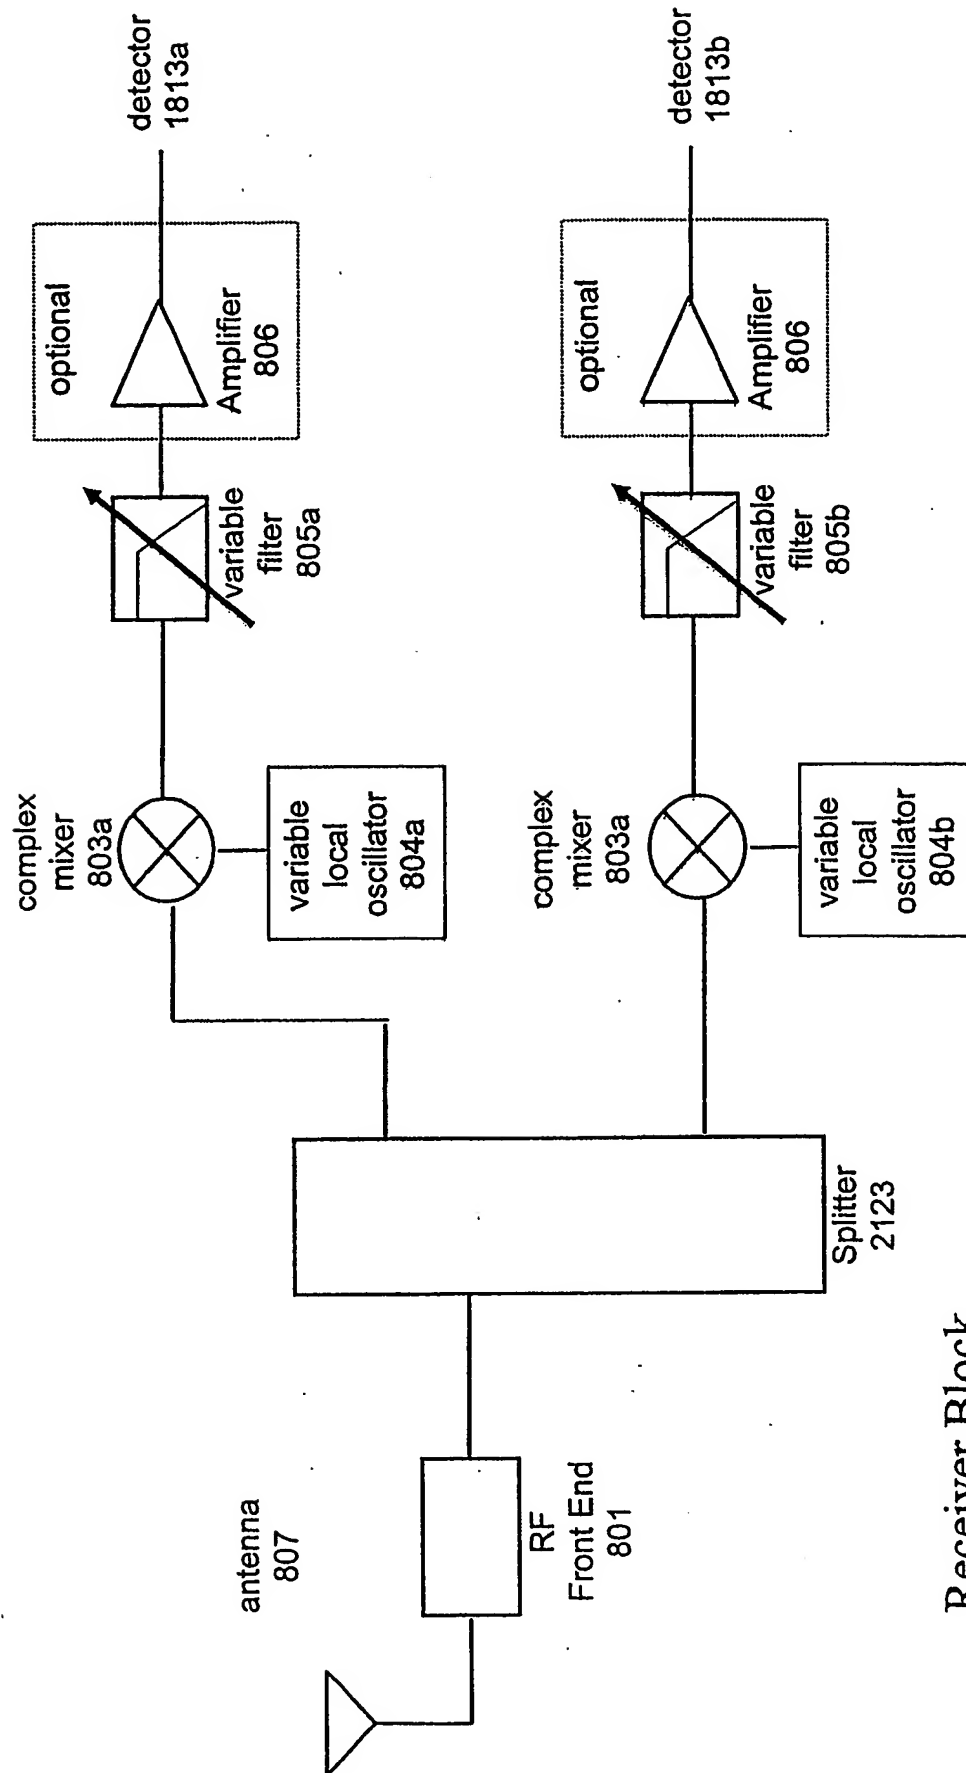 antenna
807
RF
Front End
801
Splitter
2123
complex
mixer
803a
variable
local
oscillator
804a
variable
filter
805a
optional
Amplifier
806
detector
1813a
complex
mixer
803a
variable
local
oscillator
804b
variable
filter
805b
optional
Amplifier
806
detector
1813b
Receiver Block